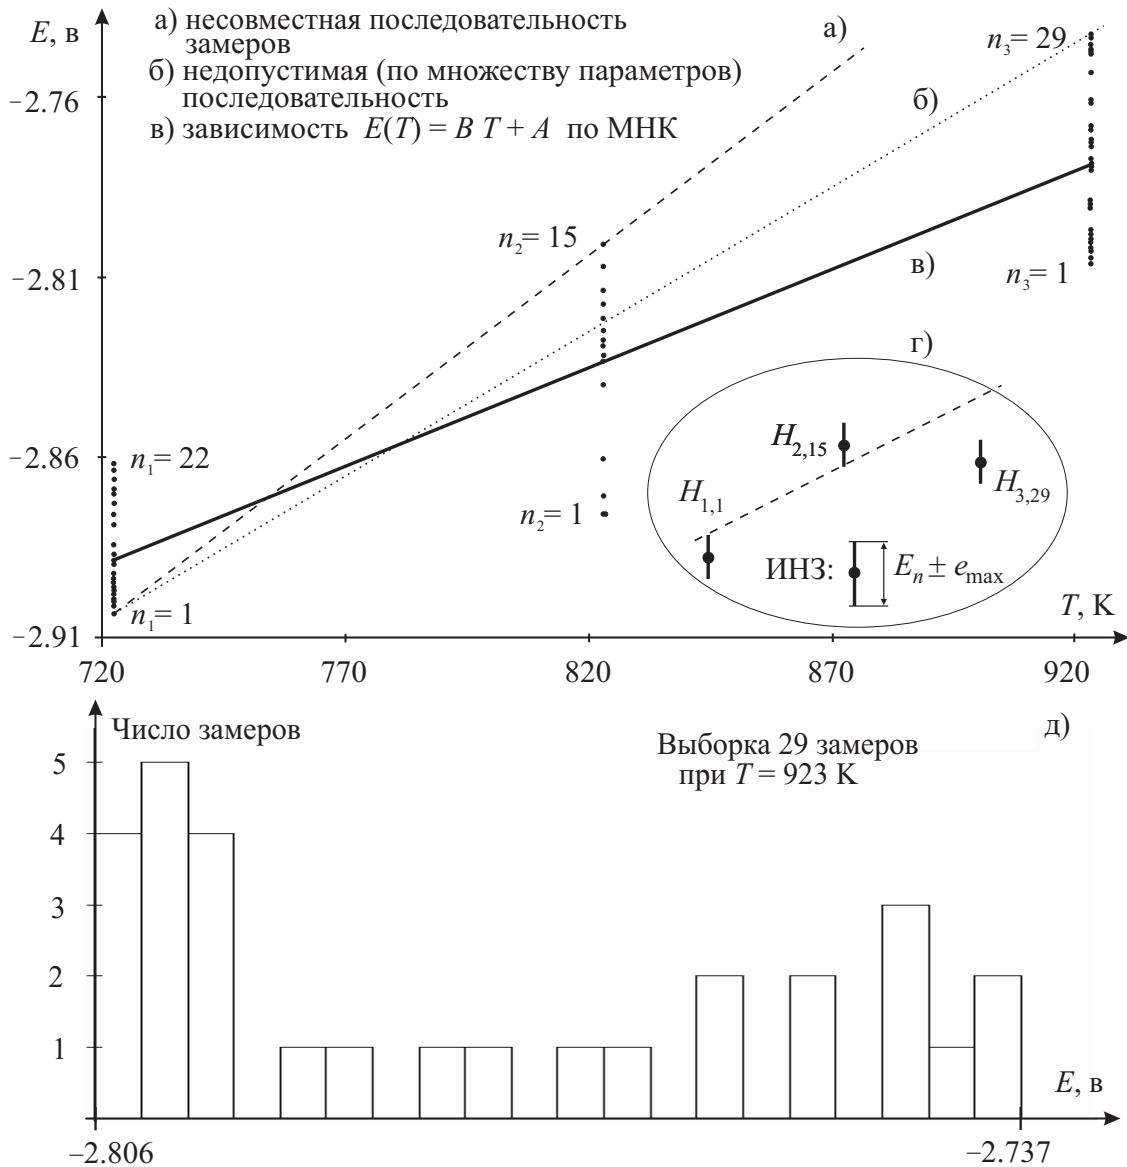 E, в
а) несовместная последовательность
замеров
б) недопустимая (по множеству параметров)
последовательность
в) зависимость E(T) = B T + A по МНК
а)
n₃= 29
−2.76
б)
n₂= 15
−2.81
в)
n₃= 1
г)
−2.86
n₁= 22
H₂,₁₅
H₁,₁
H₃,₂₉
n₂= 1
ИНЗ:
Eₙ ± eₘₐₓ
n₁= 1
T, К
−2.91
720
770
820
870
920
Число замеров
д)
Выборка 29 замеров
при T = 923 К
5
4
3
2
1
E, в
−2.806
−2.737